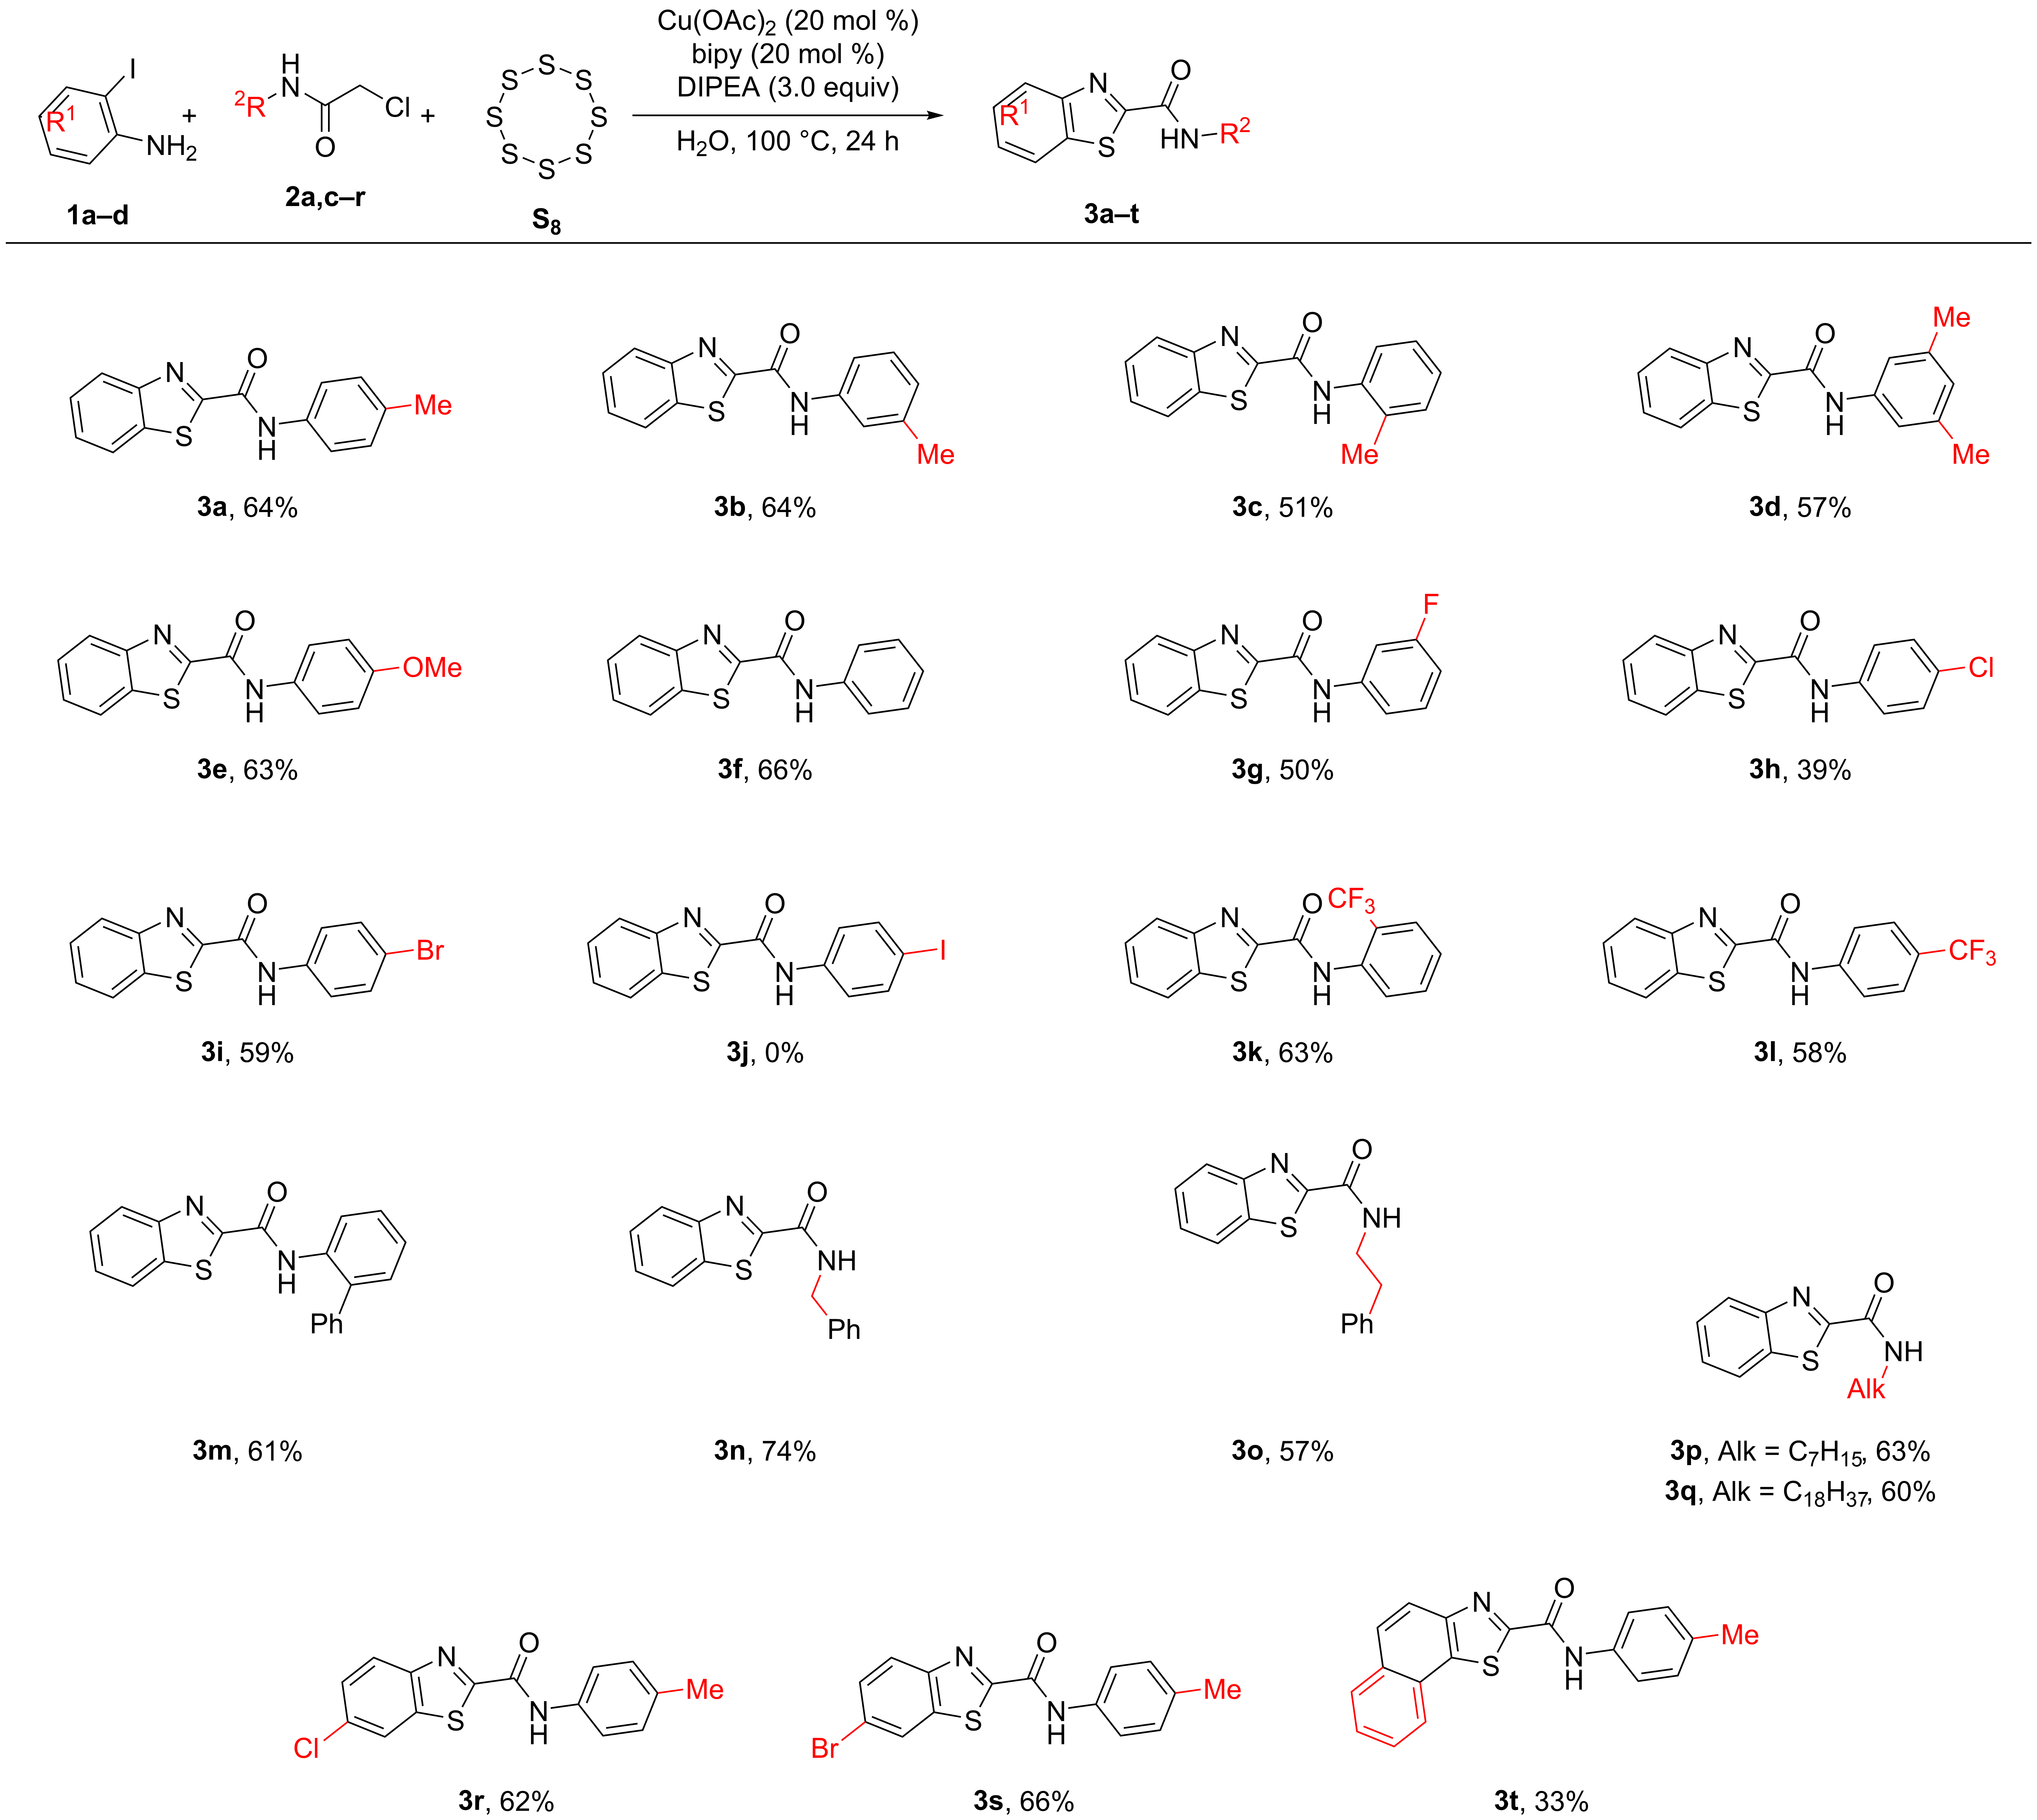 Cu(OAc)2 (20 mol %)
bipy (20 mol %)
DIPEA (3.0 equiv)
H2O, 100 °C, 24 h
R1 I NH2
+
2R H N O Cl
+
S S S S S S S S
R1 N S O HN R2
1a–d
2a,c–r
S8
3a–t
N S O N H Me
N S O N H Me
N S O N H Me
N S O N H Me Me
3a, 64%
3b, 64%
3c, 51%
3d, 57%
N S O N H OMe
N S O N H
N S O N H F
N S O N H Cl
3e, 63%
3f, 66%
3g, 50%
3h, 39%
N S O N H Br
N S O N H I
N S O N H CF3
N S O N H CF3
3i, 59%
3j, 0%
3k, 63%
3l, 58%
N S O N H Ph
N S O NH Ph
N S O NH Ph
N S O NH Alk
3m, 61%
3n, 74%
3o, 57%
3p, Alk = C7H15, 63%
3q, Alk = C18H37, 60%
Cl N S O N H Me
Br N S O N H Me
N S O N H Me
3r, 62%
3s, 66%
3t, 33%